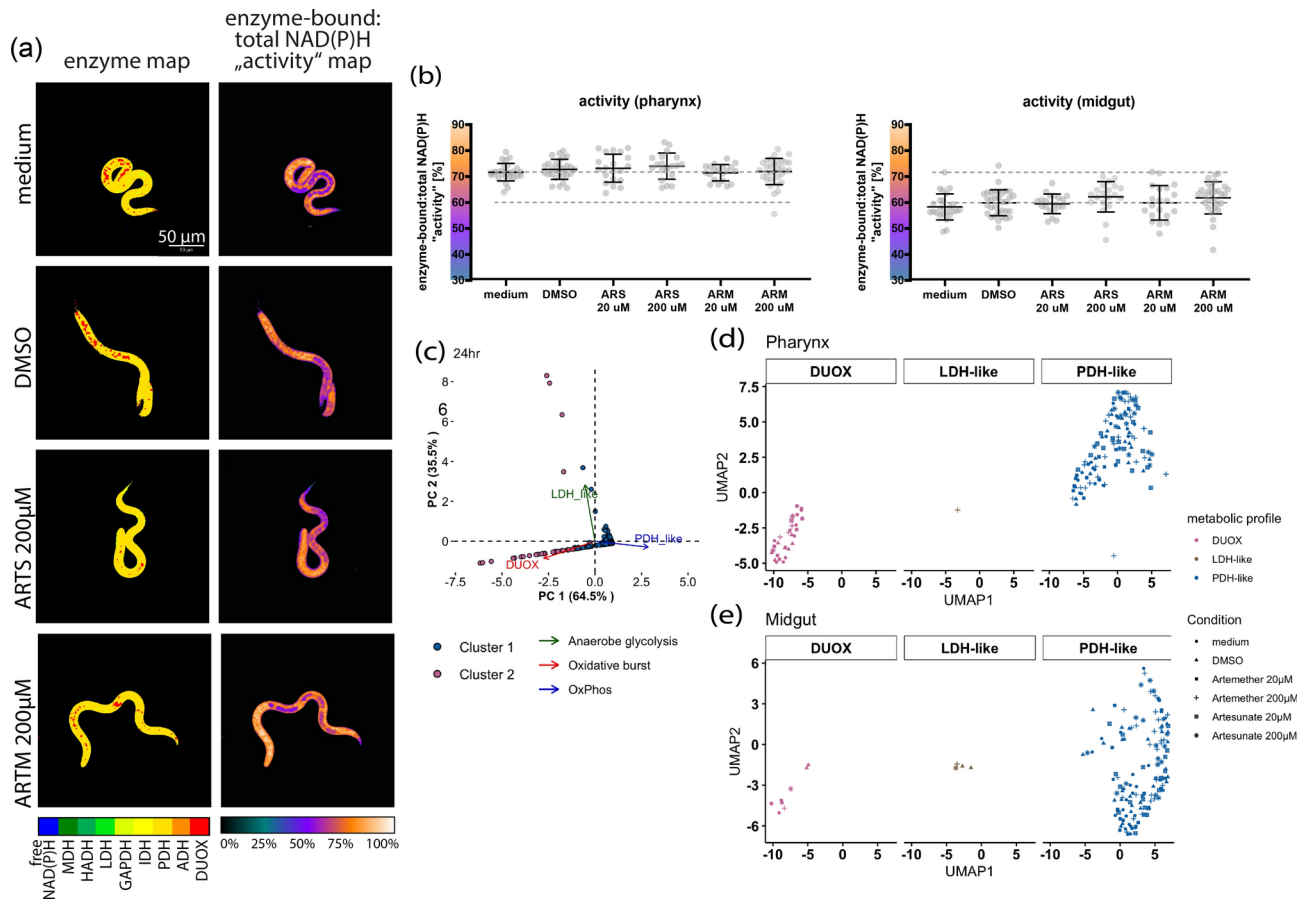 (a)
enzyme map
enzyme-bound:
total NAD(P)H
„activity“ map
medium
50 µm
DMSO
ARTS 200µM
ARTM 200µM
free
NAD(P)H
MDH
HADH
LDH
GAPDH
IDH
PDH
ADH
DUOX
0% 25% 50% 75% 100%
(b)
activity (pharynx)
enzyme-bound:total NAD(P)H
"activity" [%]
90
80
70
60
50
40
30
medium DMSO ARS ARS ARM ARM
20 uM 200 uM 20 uM 200 uM
activity (midgut)
enzyme-bound:total NAD(P)H
"activity" [%]
90
80
70
60
50
40
30
medium DMSO ARS ARS ARM ARM
20 uM 200 uM 20 uM 200 uM
(c)
24hr
8
6
6
4
2
0
PC 2 (35.5% )
LDH_like
PDH_like
DUOX
-7.5 -5.0 -2.5 0.0 2.5 5.0
PC 1 (64.5% )
Cluster 1
Cluster 2
Anaerobe glycolysis
Oxidative burst
OxPhos
(d) Pharynx
DUOX LDH-like PDH-like
7.5
5.0
2.5
0.0
-2.5
-5.0
UMAP2
-10 -5 0 5 -10 -5 0 5 -10 -5 0 5
UMAP1
metabolic profile
DUOX
LDH-like
PDH-like
(e) Midgut
DUOX LDH-like PDH-like
6
3
0
-3
-6
UMAP2
-10 -5 0 5 -10 -5 0 5 -10 -5 0 5
UMAP1
Condition
medium
DMSO
Artemether 20µM
Artemether 200µM
Artesunate 20µM
Artesunate 200µM